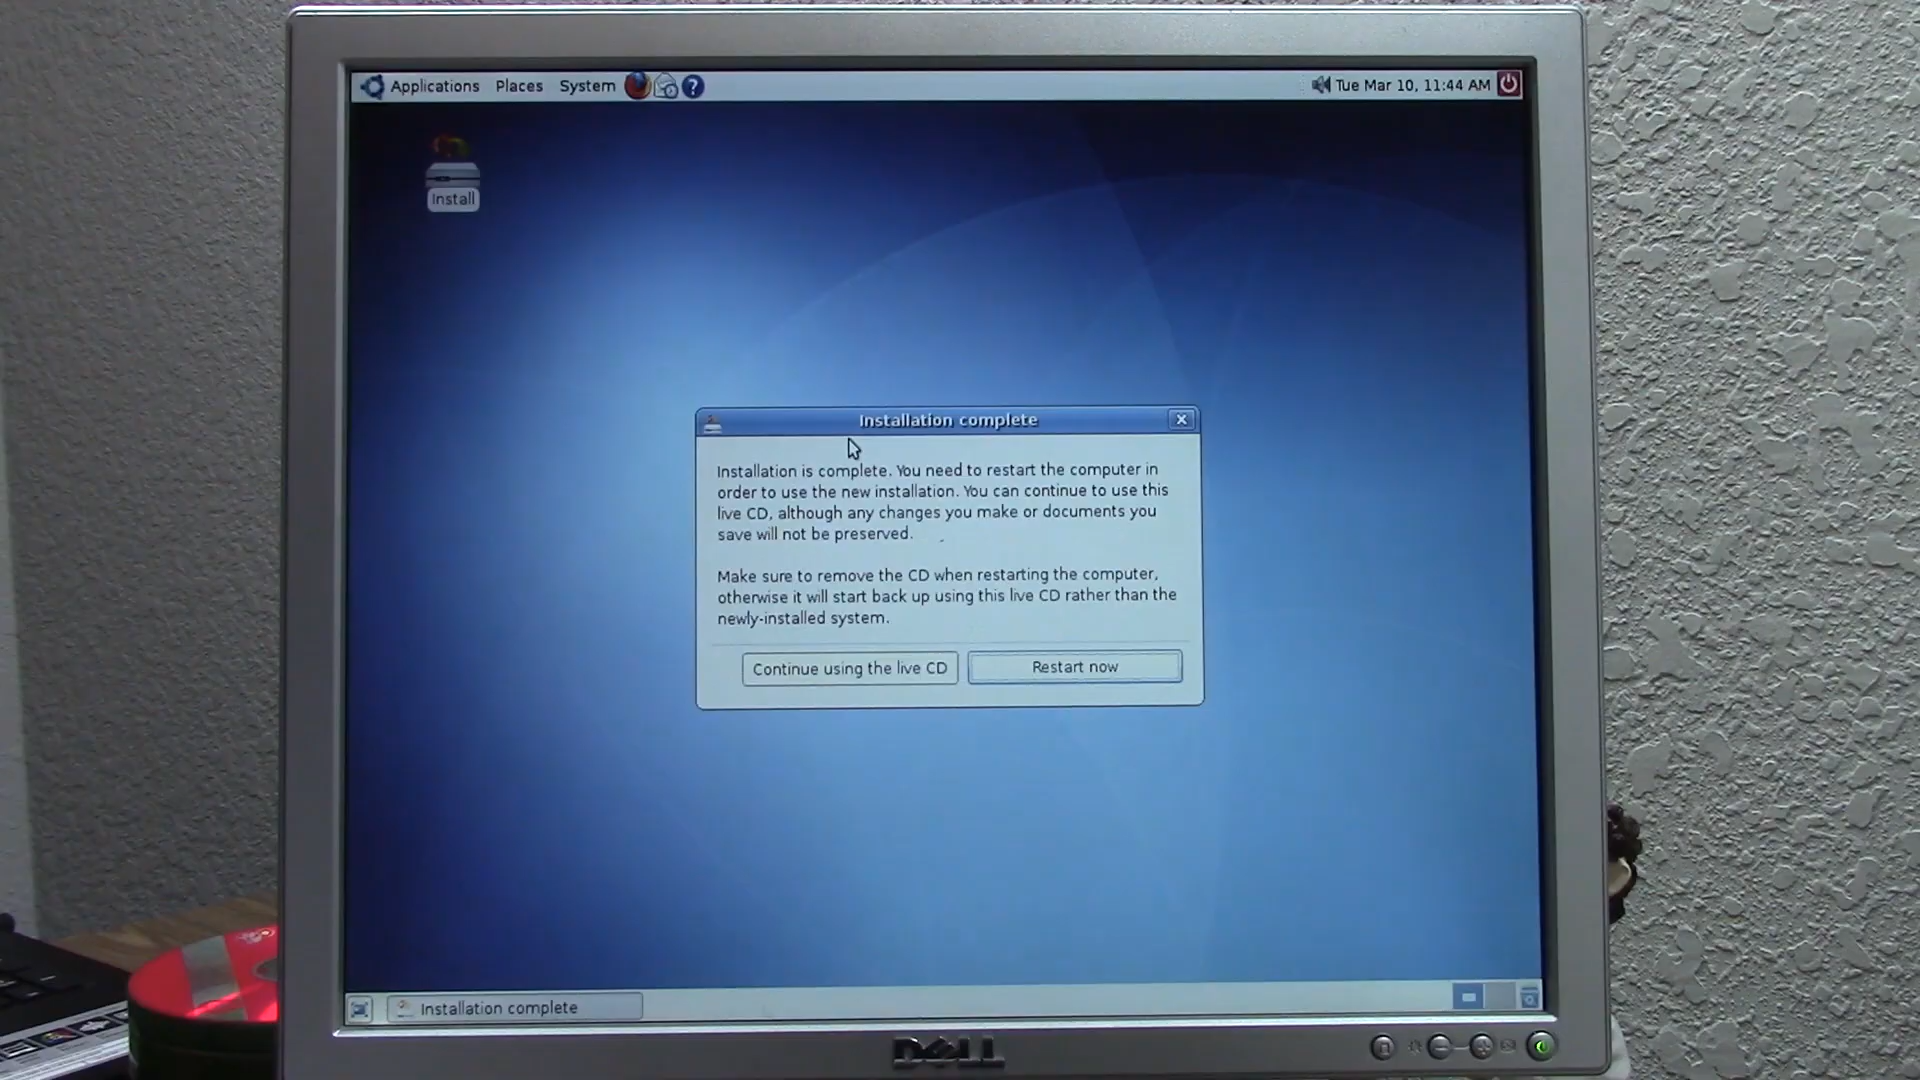 Applications Places System ? Tue Mar 10, 11:44 AM
Install
Installation complete
Installation is complete. You need to restart the computer in
order to use the new installation. You can continue to use this
live CD, although any changes you make or documents you
save will not be preserved.
Make sure to remove the CD when restarting the computer,
otherwise it will start back up using this live CD rather than the
newly-installed system.
Continue using the live CD Restart now
Installation complete
DELL